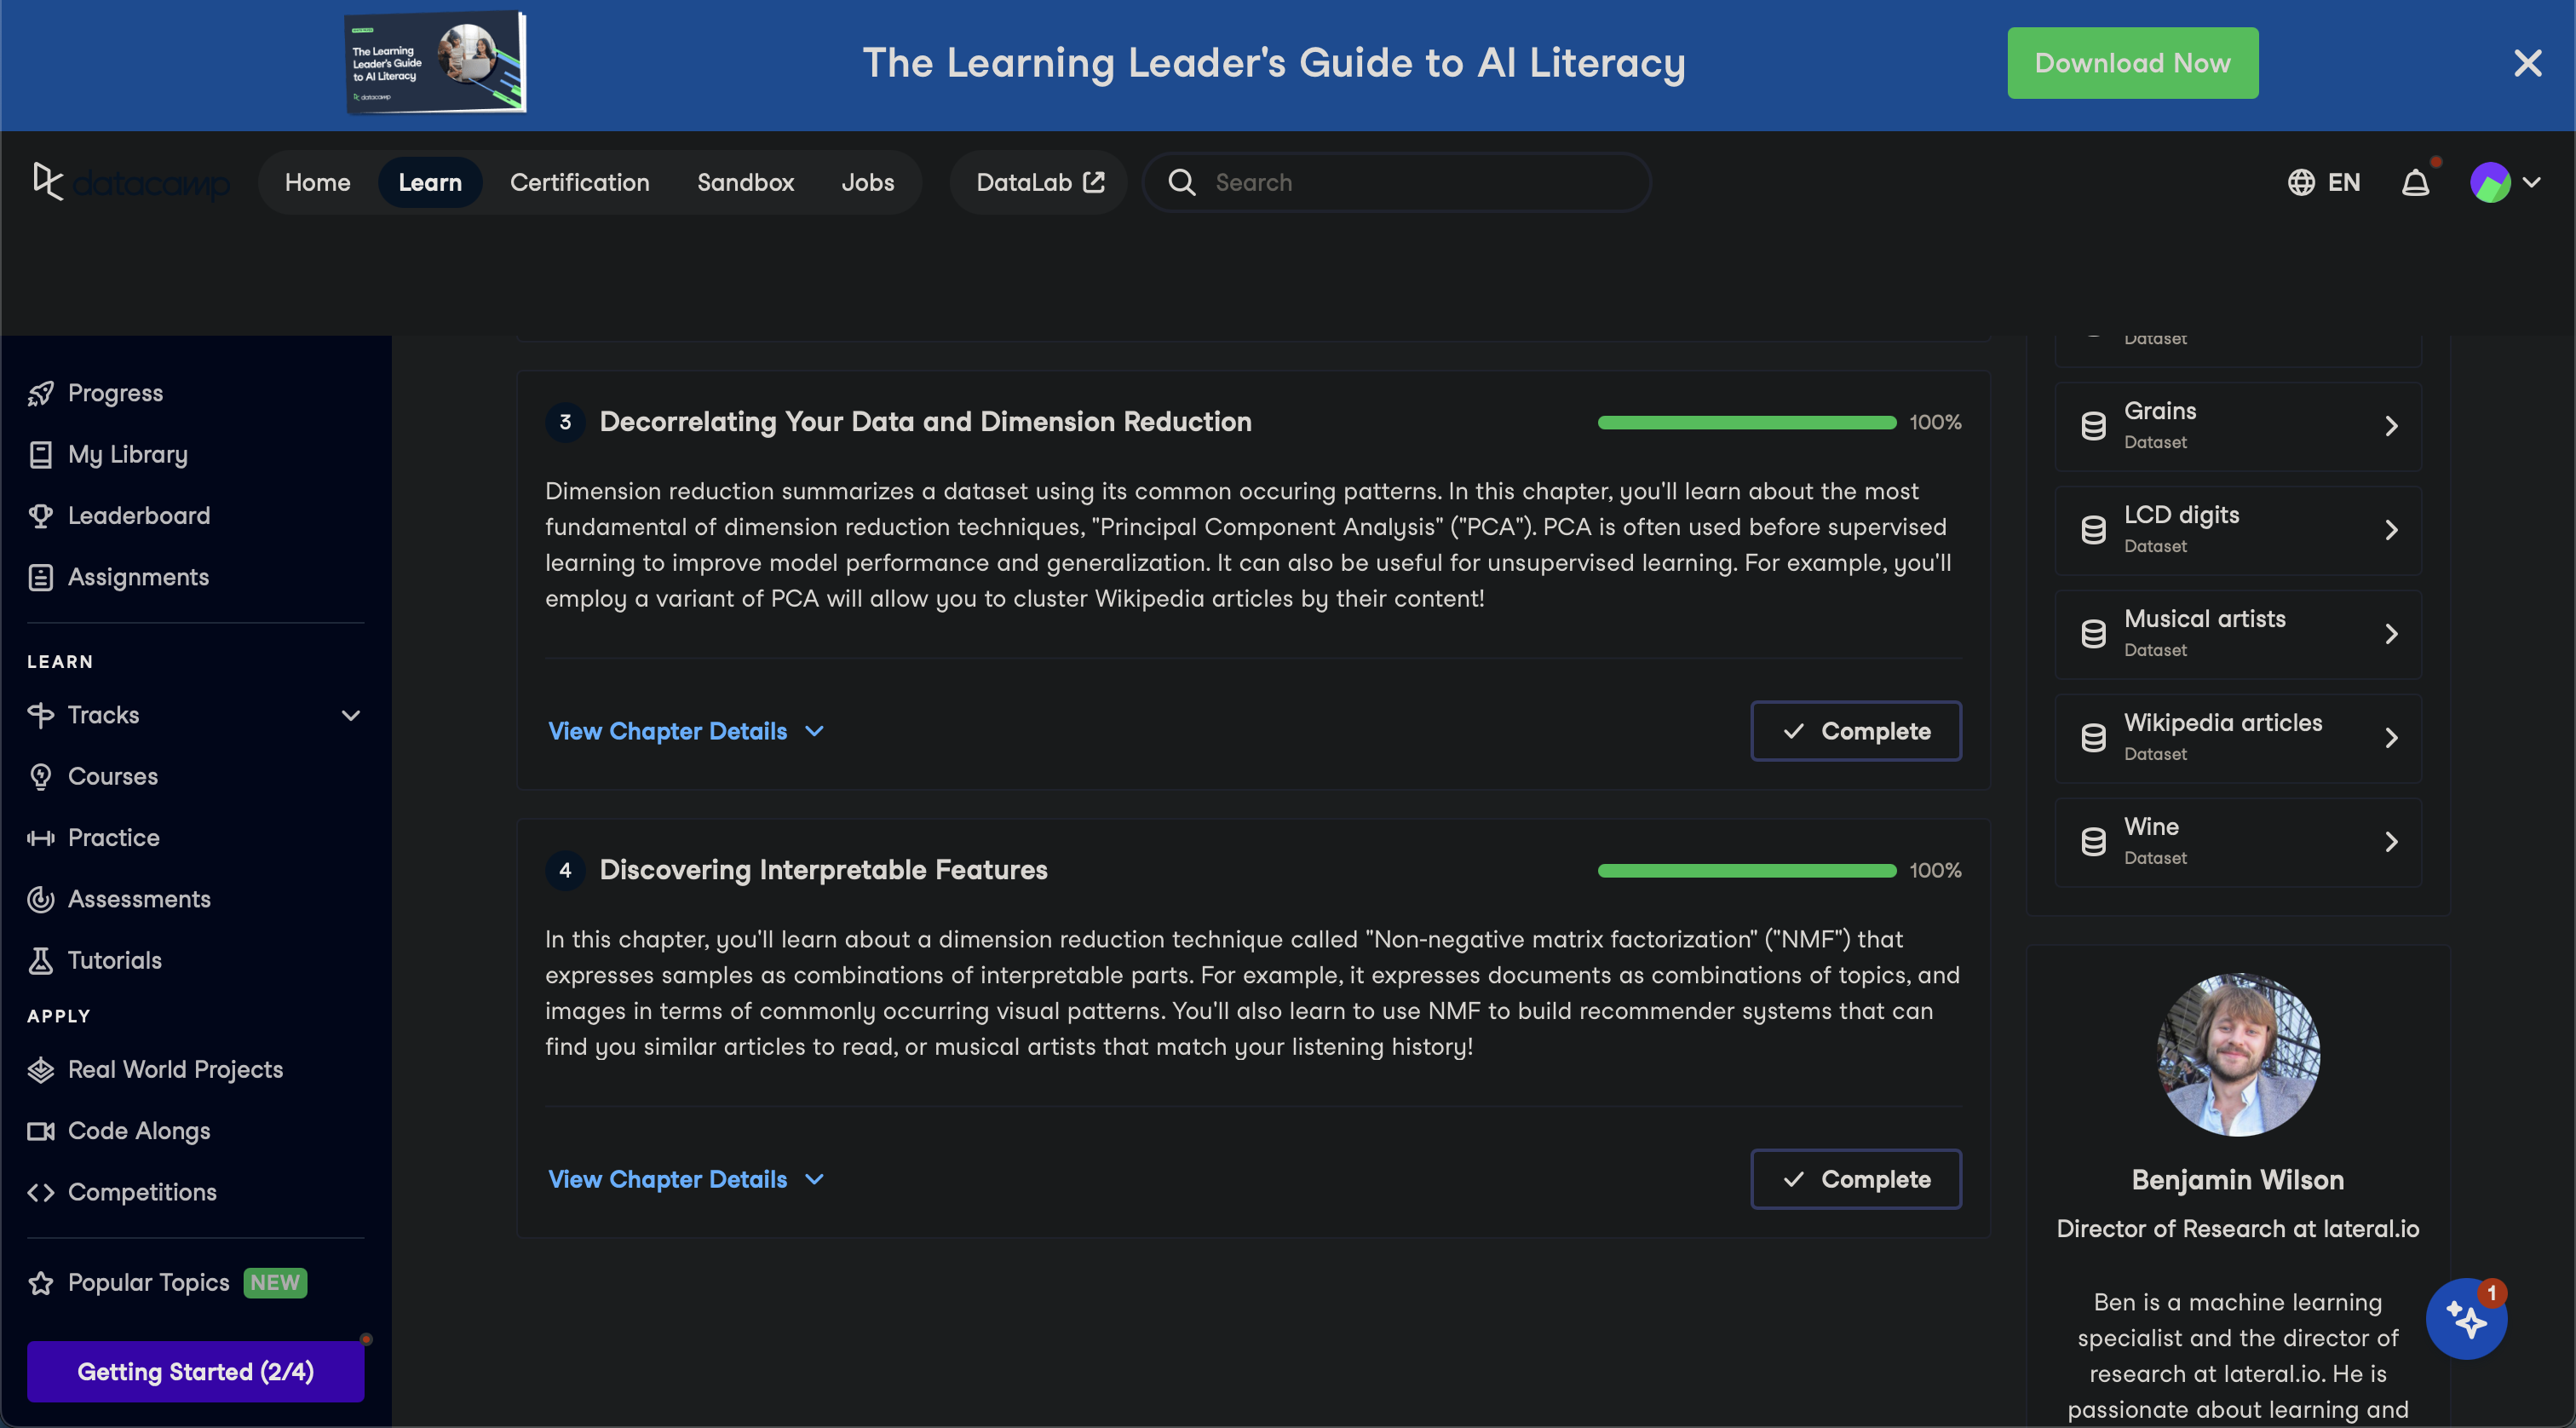 The Learning
Leader's Guide
to AI Literacy
datacamp
The Learning Leader's Guide to AI Literacy
Download Now
datacamp
Home
Learn
Certification
Sandbox
Jobs
DataLab
Search
EN
Progress
My Library
Leaderboard
Assignments
LEARN
Tracks
Courses
Practice
Assessments
Tutorials
APPLY
Real World Projects
Code Alongs
Competitions
Popular Topics NEW
Getting Started (2/4)
3 Decorrelating Your Data and Dimension Reduction
100%
Dimension reduction summarizes a dataset using its common occuring patterns. In this chapter, you'll learn about the most
fundamental of dimension reduction techniques, "Principal Component Analysis" ("PCA"). PCA is often used before supervised
learning to improve model performance and generalization. It can also be useful for unsupervised learning. For example, you'll
employ a variant of PCA will allow you to cluster Wikipedia articles by their content!
View Chapter Details
Complete
4 Discovering Interpretable Features
100%
In this chapter, you'll learn about a dimension reduction technique called "Non-negative matrix factorization" ("NMF") that
expresses samples as combinations of interpretable parts. For example, it expresses documents as combinations of topics, and
images in terms of commonly occurring visual patterns. You'll also learn to use NMF to build recommender systems that can
find you similar articles to read, or musical artists that match your listening history!
View Chapter Details
Complete
Dataset
Grains
Dataset
LCD digits
Dataset
Musical artists
Dataset
Wikipedia articles
Dataset
Wine
Dataset
Benjamin Wilson
Director of Research at lateral.io
Ben is a machine learning
specialist and the director of
research at lateral.io. He is
passionate about learning and
1